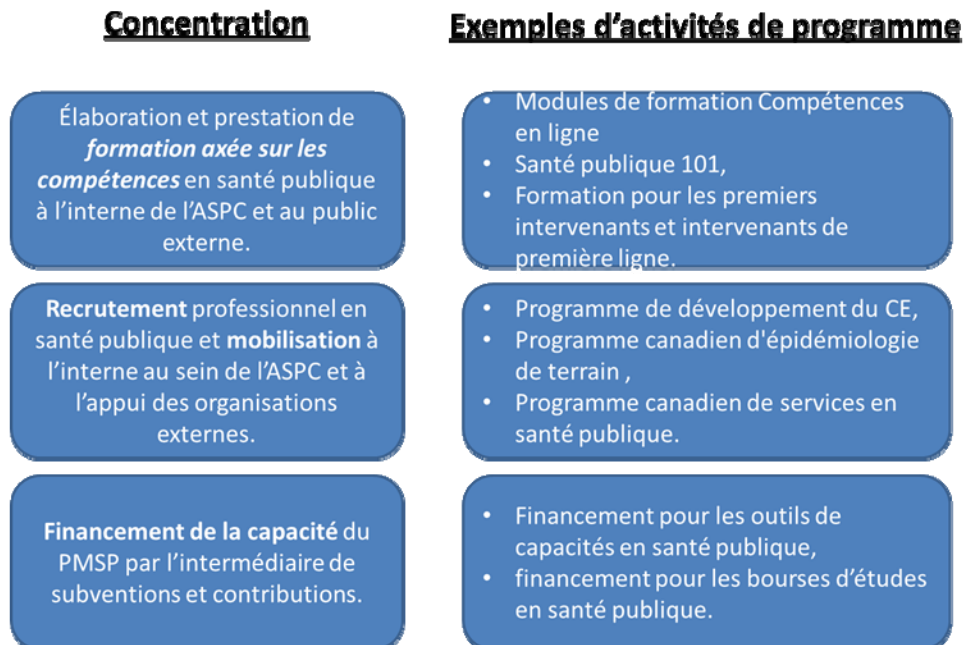 Concentration
Exemples d'activités de programme
Élaboration et prestation de
formation axée sur les
compétences en santé publique
à l'interne de l'ASPC et au public
externe.
• Modules de formation Compétences
en ligne
• Santé publique 101,
• Formation pour les premiers
intervenants et intervenants de
première ligne.
Recrutement professionnel en
santé publique et mobilisation à
l'interne au sein de l'ASPC et à
l'appui des organisations
externes.
• Programme de développement du CE,
• Programme canadien d'épidémiologie
de terrain ,
• Programme canadien de services en
santé publique.
Financement de la capacité du
PMSP par l'intermédiaire de
subventions et contributions.
• Financement pour les outils de
capacités en santé publique,
• financement pour les bourses d'études
en santé publique.